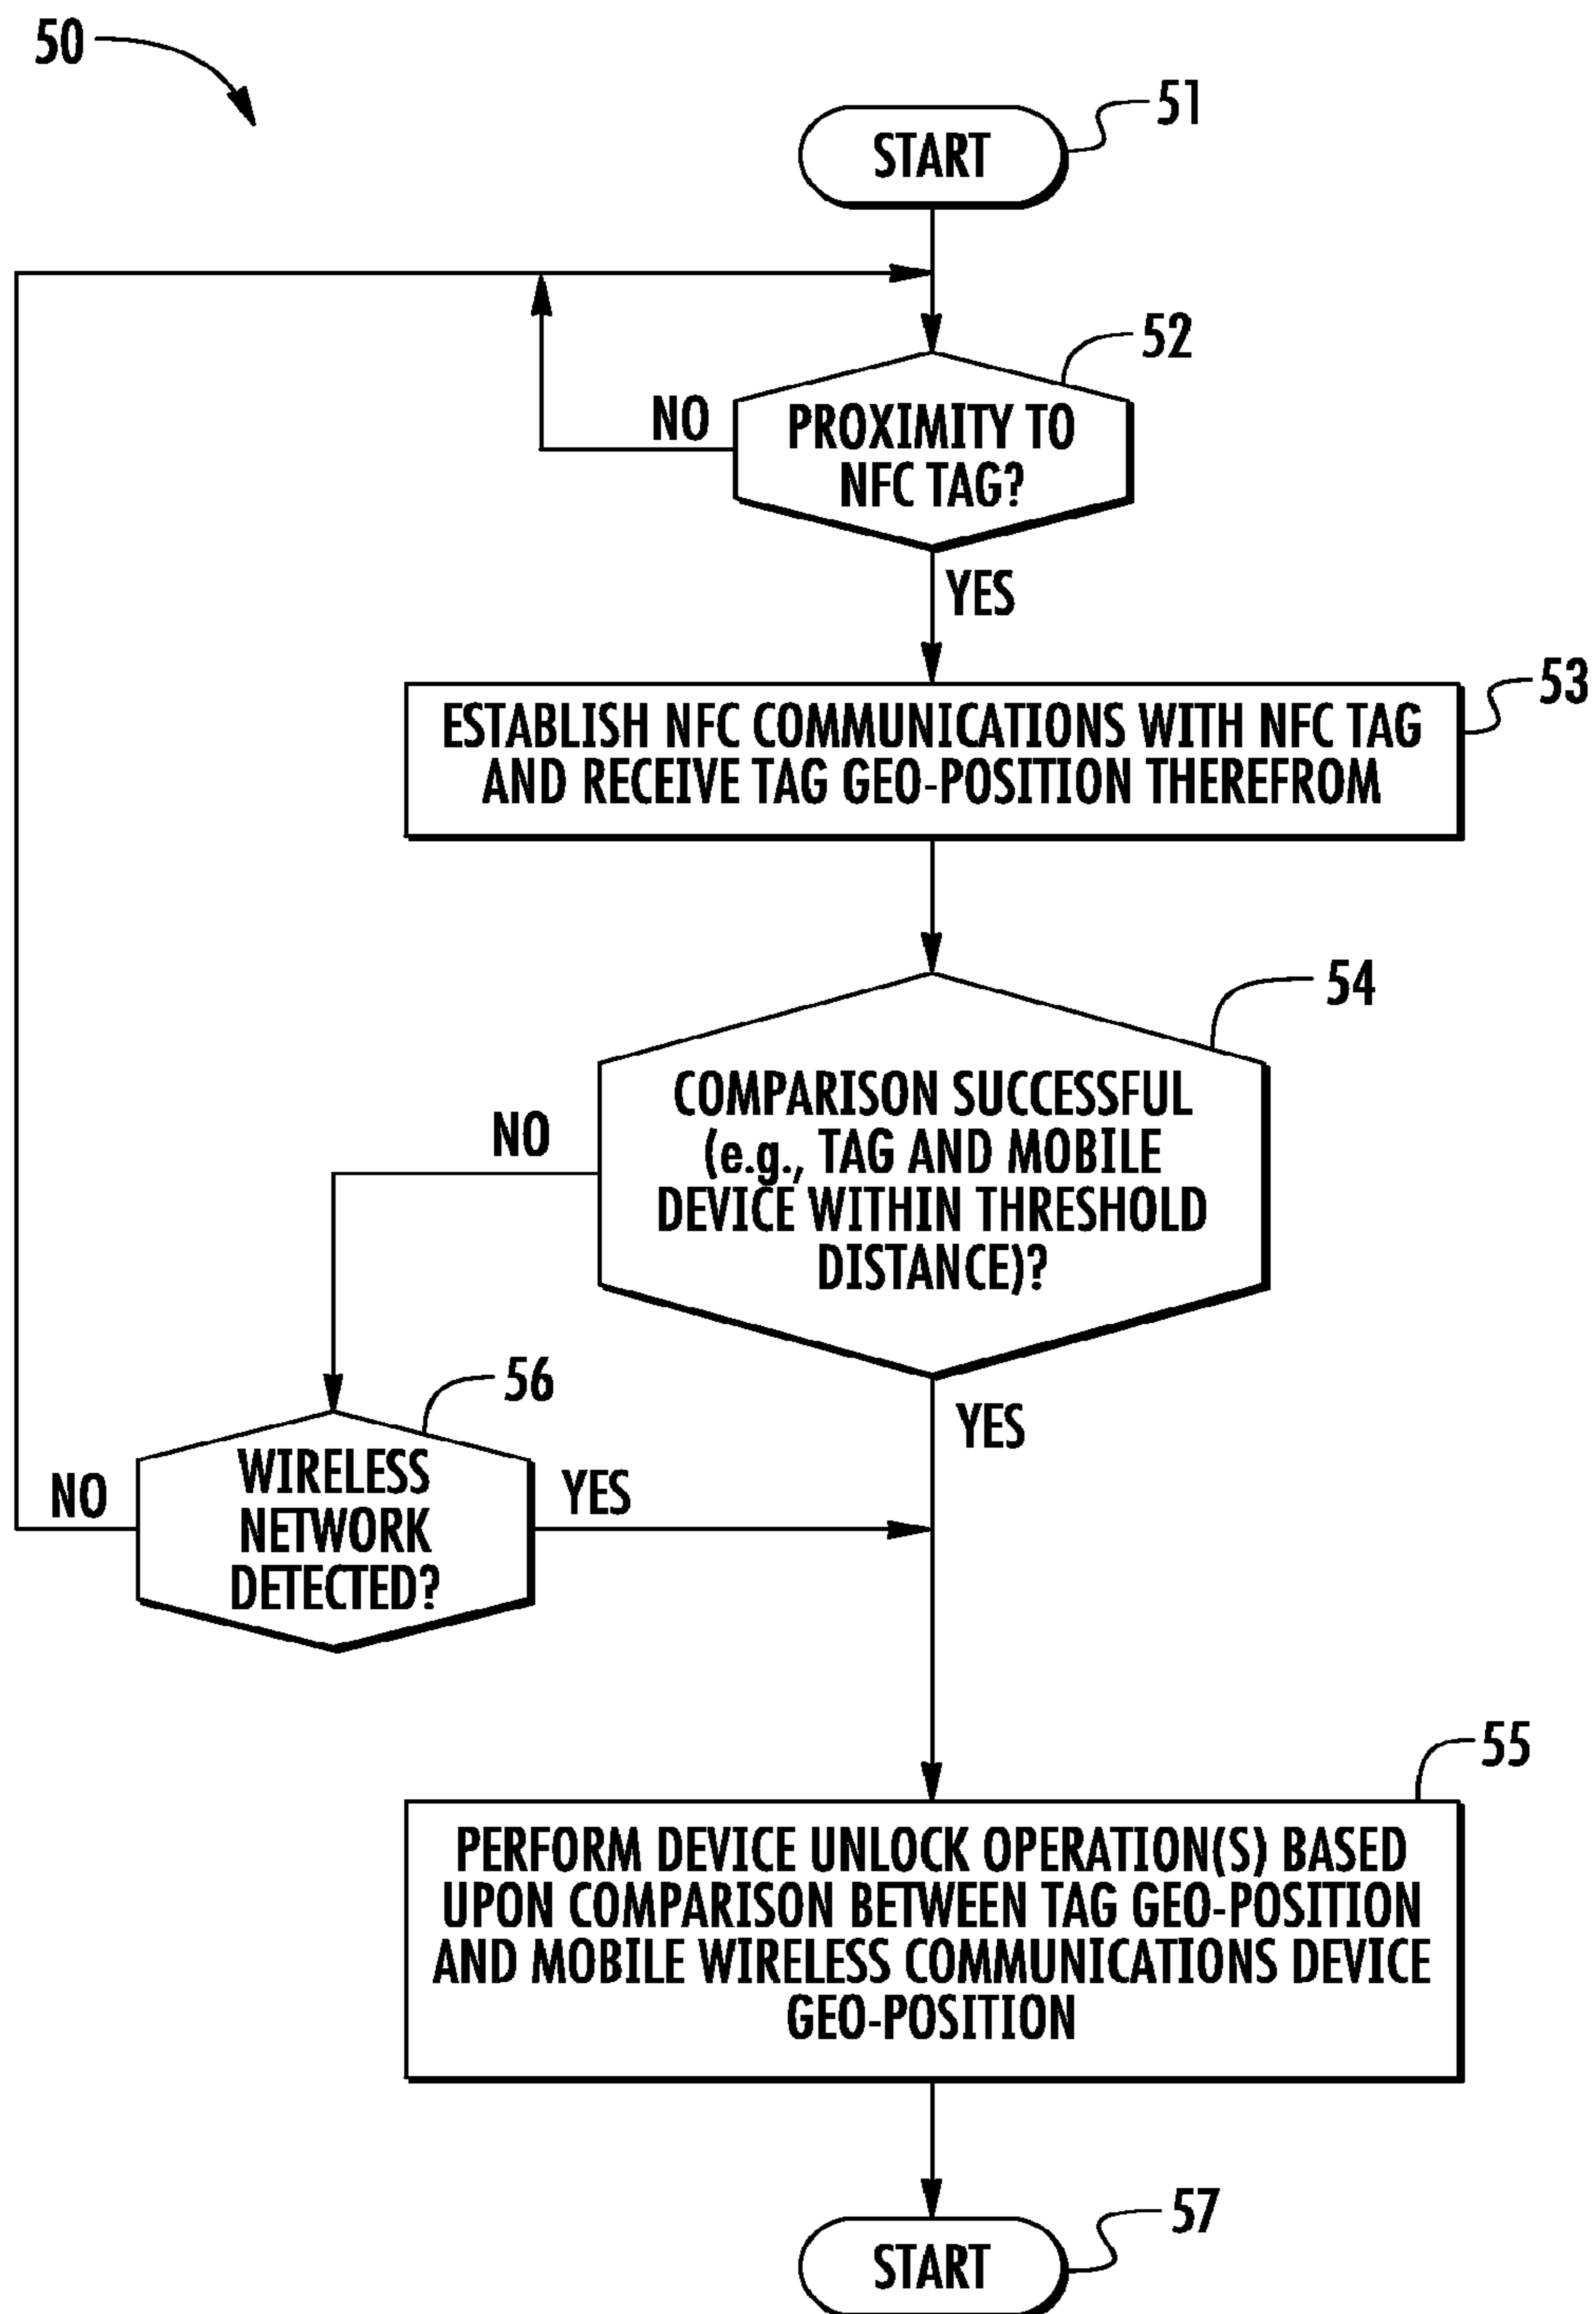 50
51
START
52
PROXIMITY TO
NFC TAG?
NO
YES
53
ESTABLISH NFC COMMUNICATIONS WITH NFC TAG
AND RECEIVE TAG GEO-POSITION THEREFROM
54
COMPARISON SUCCESSFUL
(e.g., TAG AND MOBILE
DEVICE WITHIN THRESHOLD
DISTANCE)?
NO
YES
56
WIRELESS
NETWORK
DETECTED?
NO
YES
55
PERFORM DEVICE UNLOCK OPERATION(S) BASED
UPON COMPARISON BETWEEN TAG GEO-POSITION
AND MOBILE WIRELESS COMMUNICATIONS DEVICE
GEO-POSITION
57
START